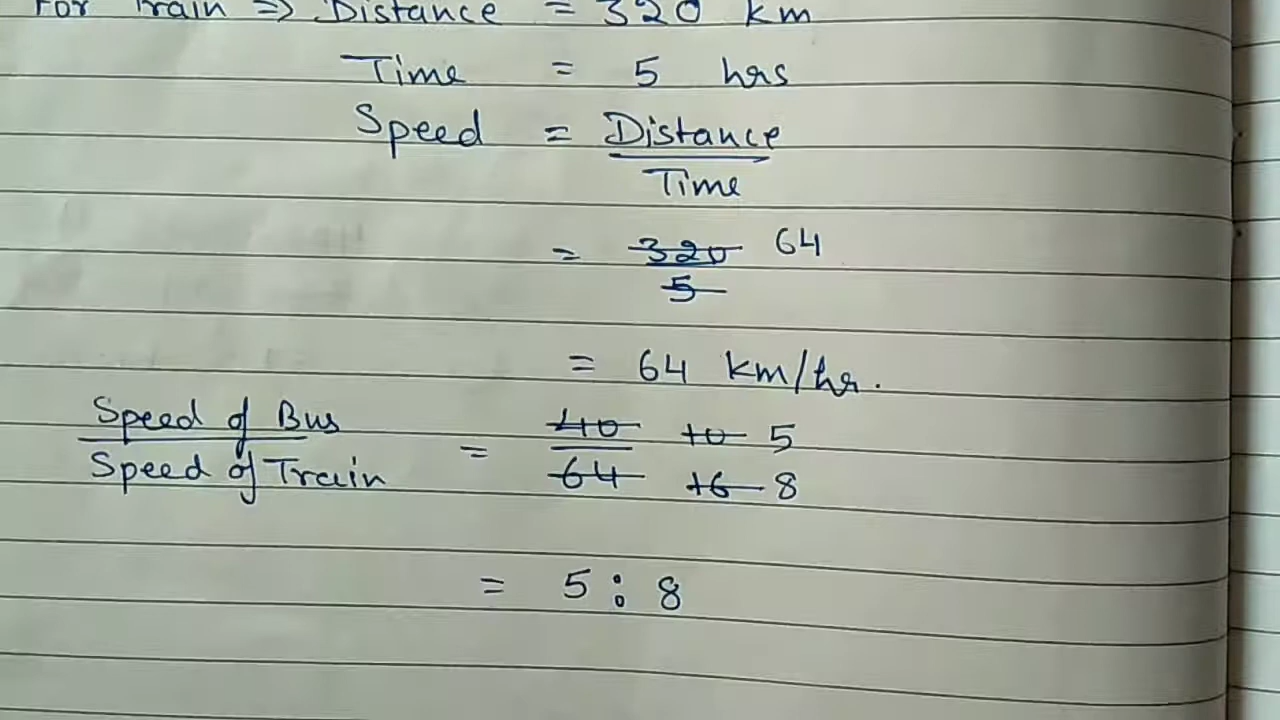 For Train => Distance = 320 km
Time = 5 hrs
Speed = Distance
Time
= 320 64
5
= 64 km/hr.
Speed of Bus = 40 10 5
Speed of Train 64 16 8
= 5 : 8